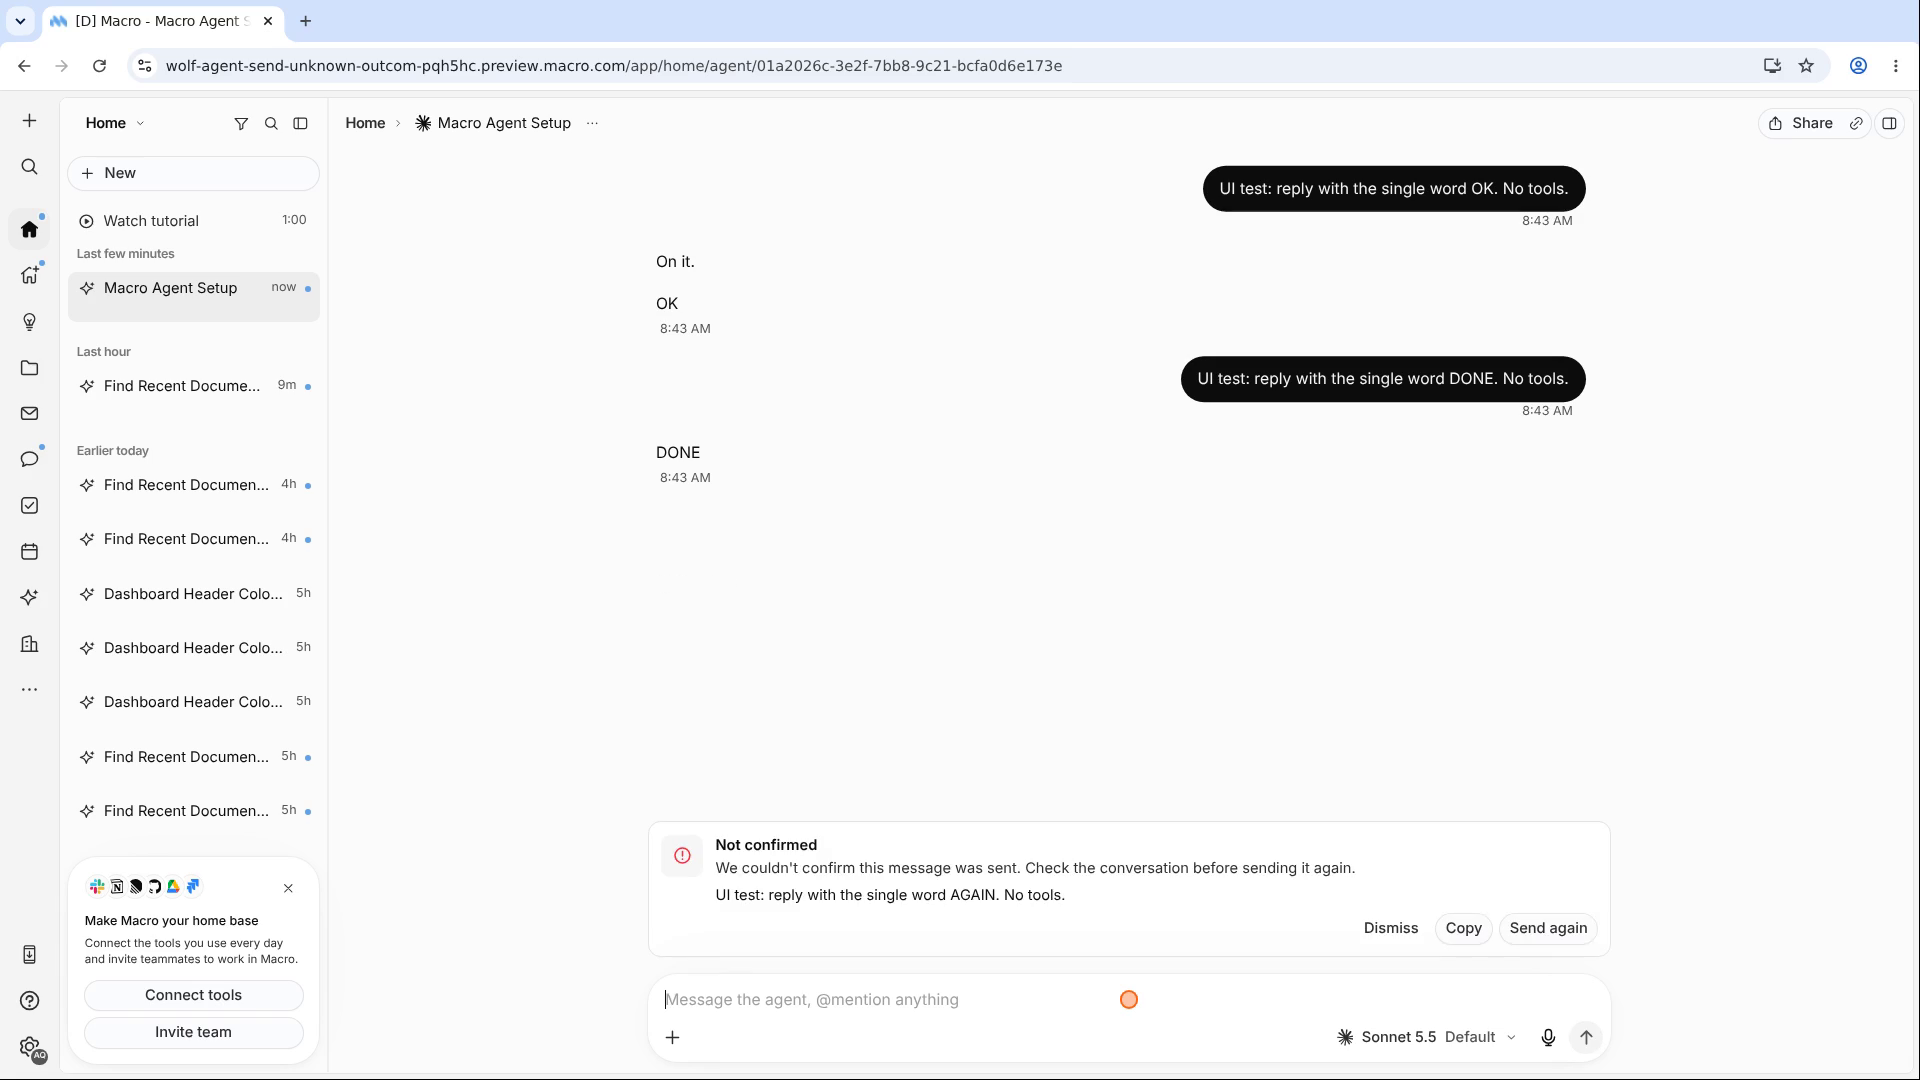 [D] Macro - Macro Agent S
wolf-agent-send-unknown-outcom-pqh5hc.preview.macro.com/app/home/agent/01a2026c-3e2f-7bb8-9c21-bcfa0d6e173e
Home
New
Watch tutorial 1:00
Last few minutes
Macro Agent Setup now
Last hour
Find Recent Docume... 9m
Earlier today
Find Recent Documen... 4h
Find Recent Documen... 4h
Dashboard Header Colo... 5h
Dashboard Header Colo... 5h
Dashboard Header Colo... 5h
Find Recent Documen... 5h
Find Recent Documen... 5h
Make Macro your home base
Connect the tools you use every day
and invite teammates to work in Macro.
Connect tools
Invite team
AQ
Home › Macro Agent Setup ...
Share
UI test: reply with the single word OK. No tools.
8:43 AM
On it.
OK
8:43 AM
UI test: reply with the single word DONE. No tools.
8:43 AM
DONE
8:43 AM
Not confirmed
We couldn't confirm this message was sent. Check the conversation before sending it again.
UI test: reply with the single word AGAIN. No tools.
Dismiss Copy Send again
Message the agent, @mention anything
Sonnet 5.5 Default